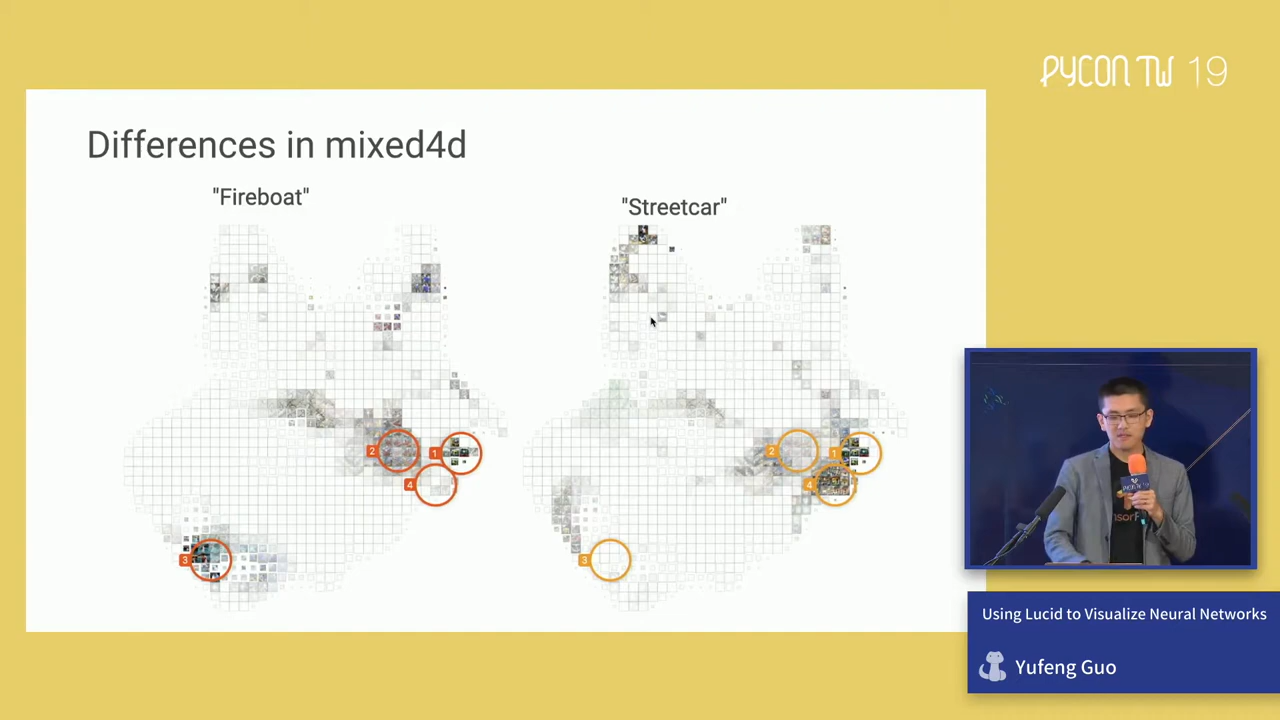 PYCON TW 19
Differences in mixed4d
"Fireboat"
"Streetcar"
2
1
4
3
2
1
4
3
Using Lucid to Visualize Neural Networks
Yufeng Guo